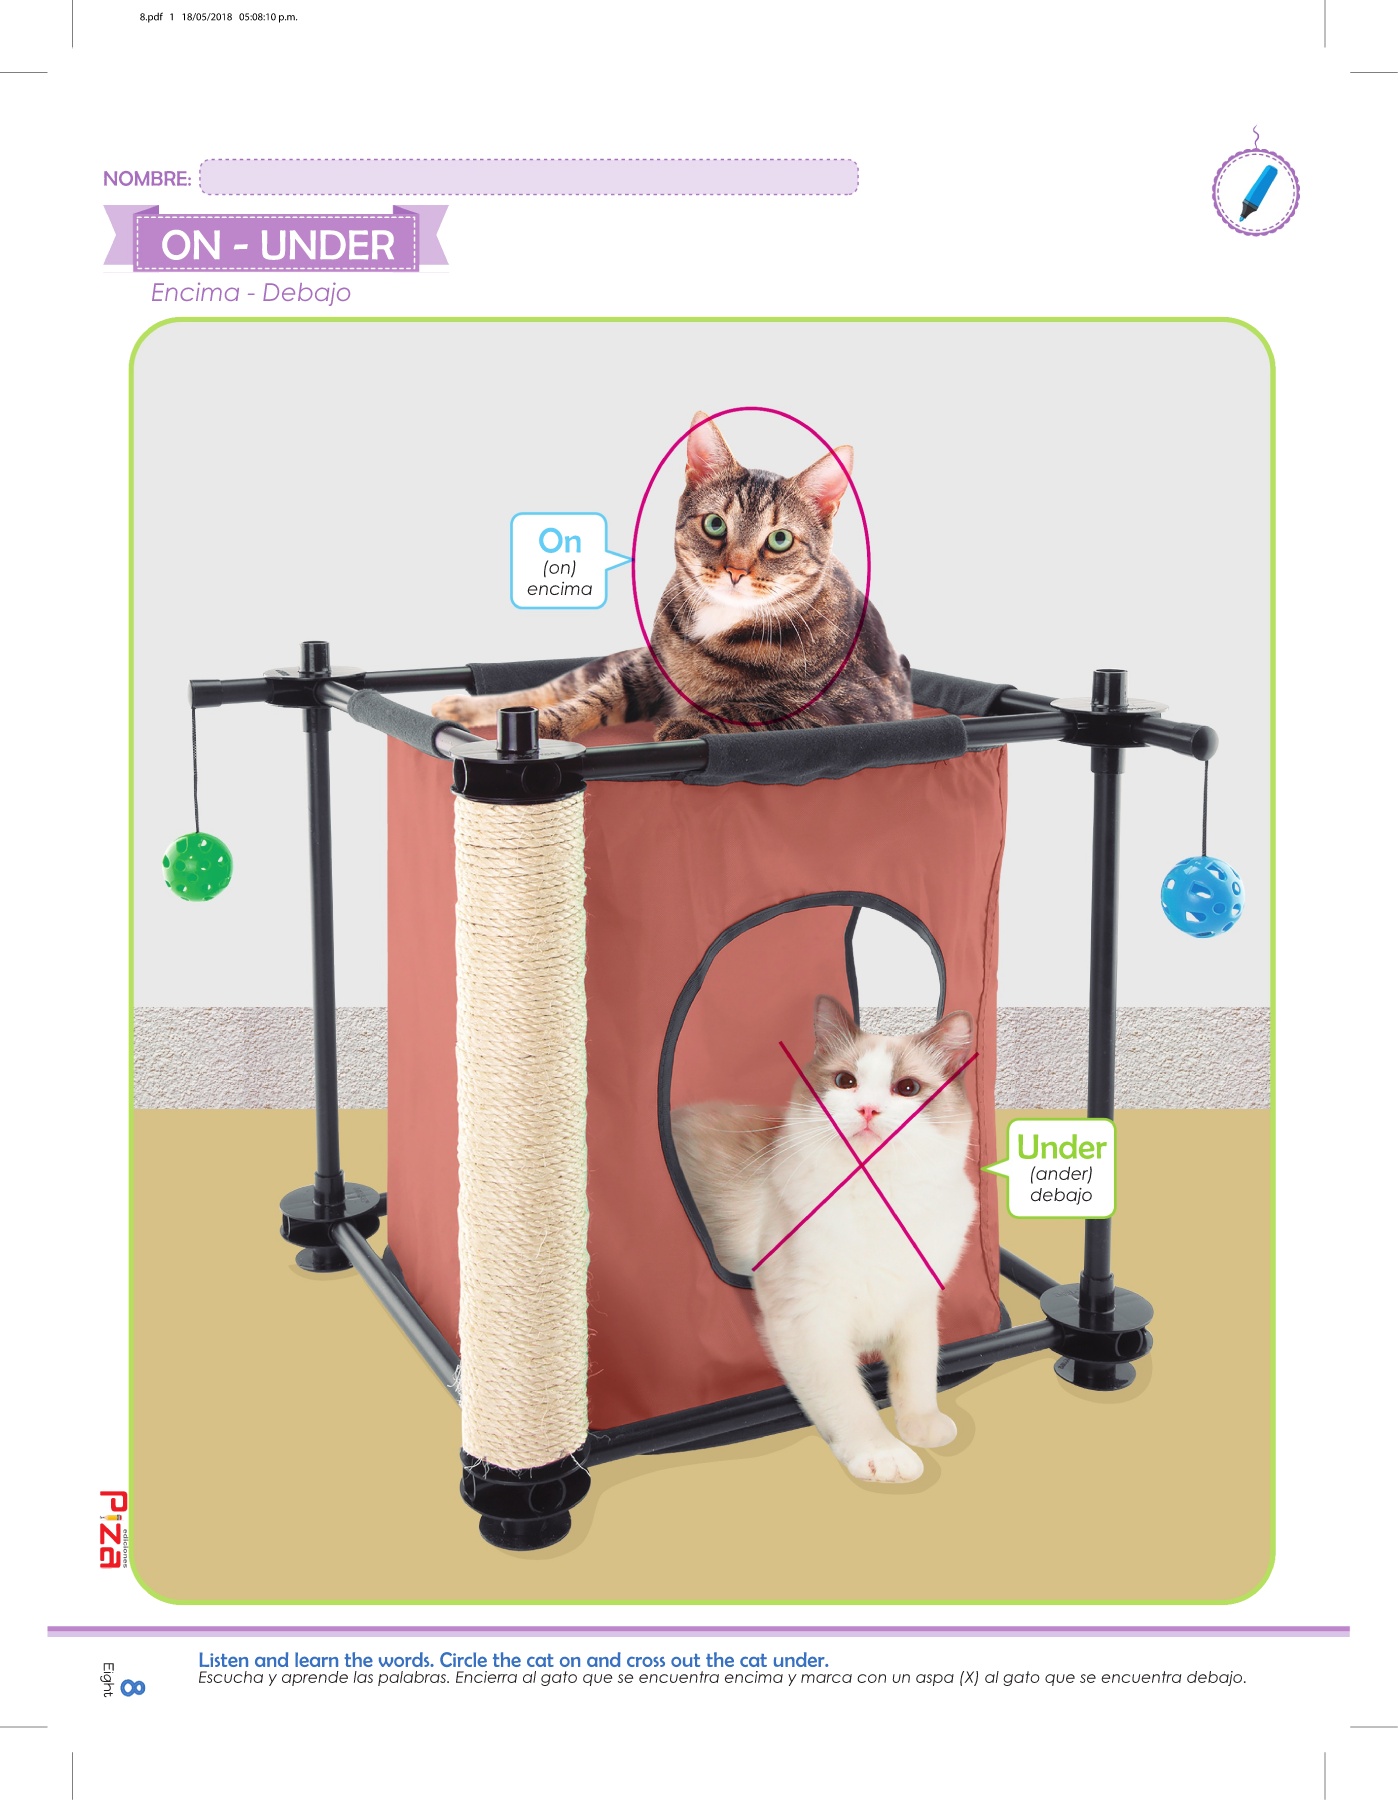 8.pdf 1 18/05/2018 05:08:10 p.m.
NOMBRE:
ON - UNDER
Encima - Debajo
On
(on)
encima
Under
(ander)
debajo
Piza
ediciones
Eight
8
Listen and learn the words. Circle the cat on and cross out the cat under.
Escucha y aprende las palabras. Encierra al gato que se encuentra encima y marca con un aspa (X) al gato que se encuentra debajo.